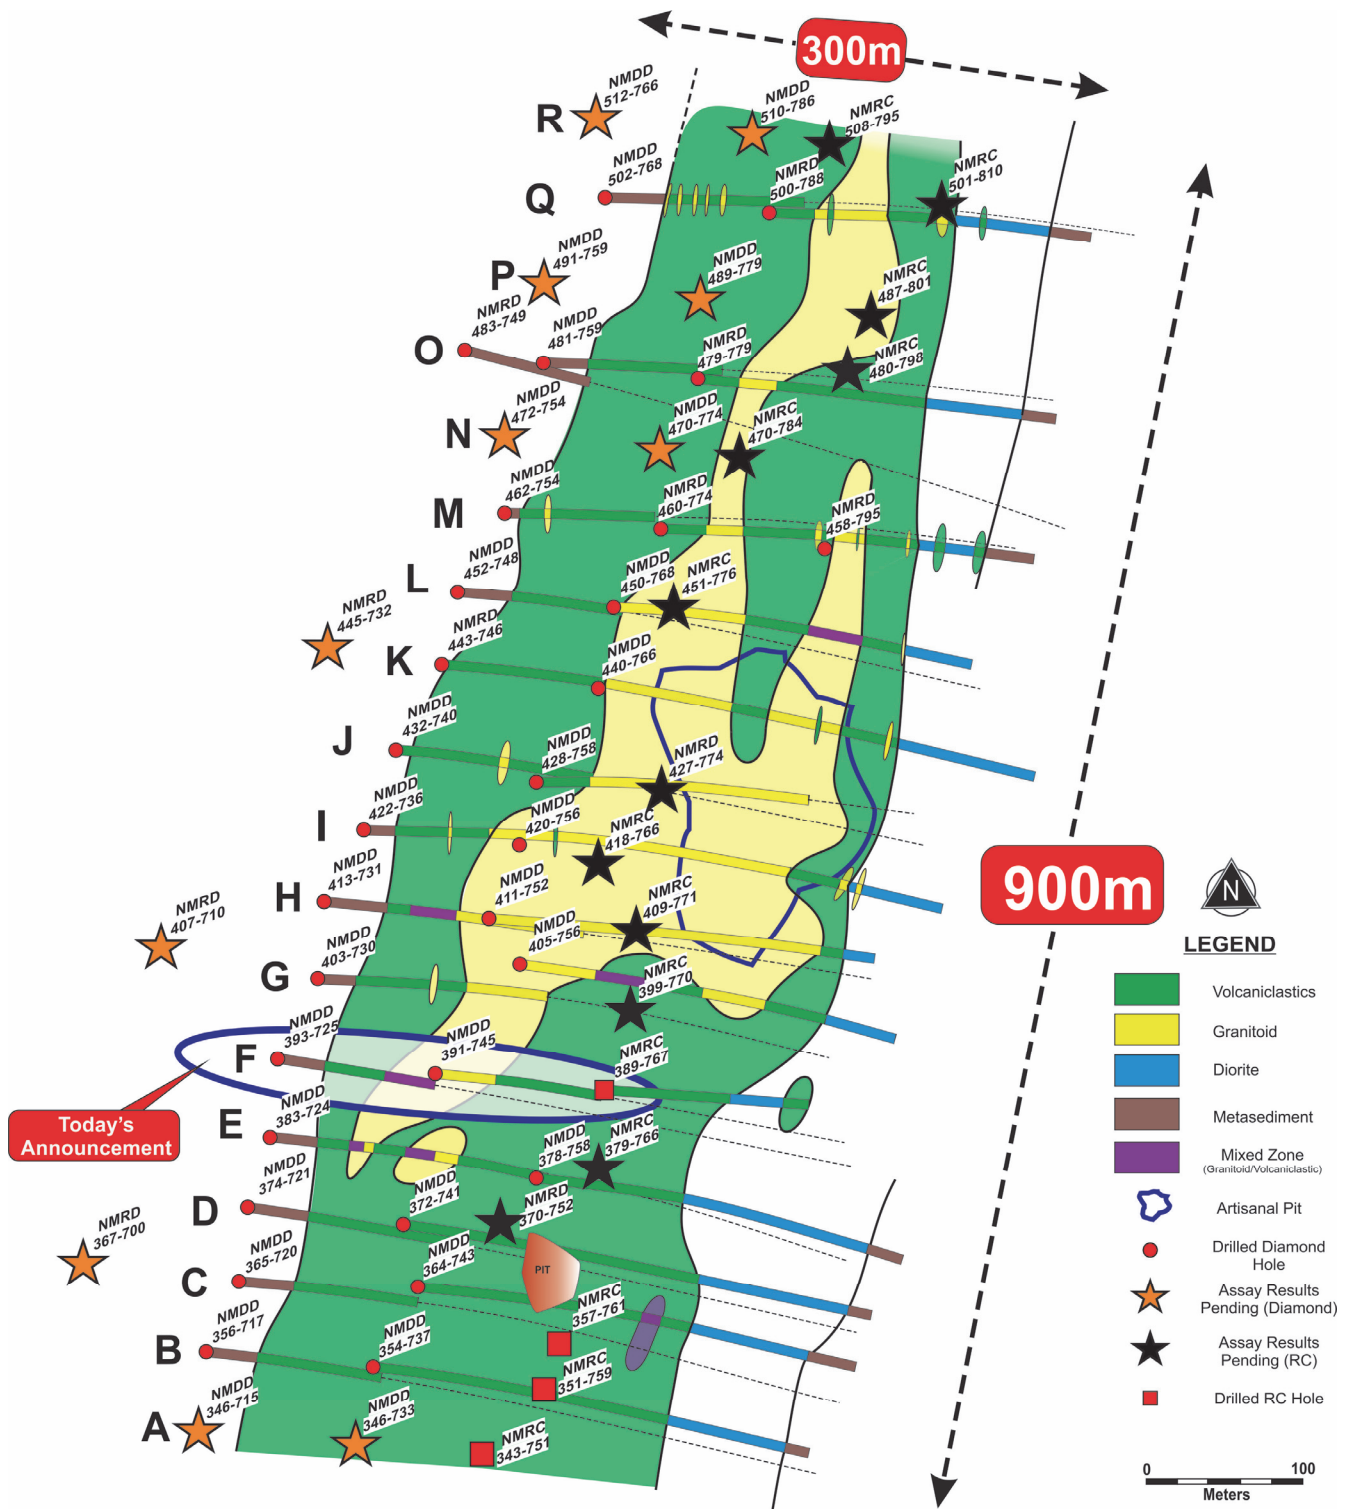 300m
NMDD
512-766
R
NMDD
510-786
NMRC
508-795
NMDD
502-768
Q
NMRD
500-788
NMRC
501-810
NMDD
491-759
P
NMDD
489-779
NMRC
487-801
NMRD
483-749
NMDD
481-759
O
NMRD
479-779
NMRC
480-798
NMDD
472-754
N
NMDD
470-774
NMRC
470-784
NMDD
462-754
M
NMRD
460-774
NMRD
458-795
NMDD
452-748
L
NMDD
450-768
NMRC
451-776
NMRD
445-732
NMRD
443-746
K
NMDD
440-766
NMDD
432-740
J
NMDD
428-758
NMRD
427-774
NMDD
422-736
I
NMDD
420-756
NMRC
418-766
NMDD
413-731
H
NMDD
411-752
NMRC
409-771
NMRD
407-710
NMDD
405-756
NMDD
403-730
G
NMRC
399-770
NMDD
393-725
F
NMDD
391-745
NMRC
389-767
Today's
Announcement
NMDD
383-724
E
NMDD
378-758
NMRC
379-766
NMDD
374-721
D
NMDD
372-741
NMRD
370-752
NMRD
367-700
NMDD
365-720
C
NMDD
364-743
PIT
NMRC
357-761
NMDD
356-717
B
NMDD
354-737
NMRC
351-759
NMDD
346-715
A
NMDD
346-733
NMRC
343-751
900m
N
LEGEND
Volcaniclastics
Granitoid
Diorite
Metasediment
Mixed Zone
(Granitoid/Volcaniclastic)
Artisanal Pit
Drilled Diamond
Hole
Assay Results
Pending (Diamond)
Assay Results
Pending (RC)
Drilled RC Hole
0 100
Meters